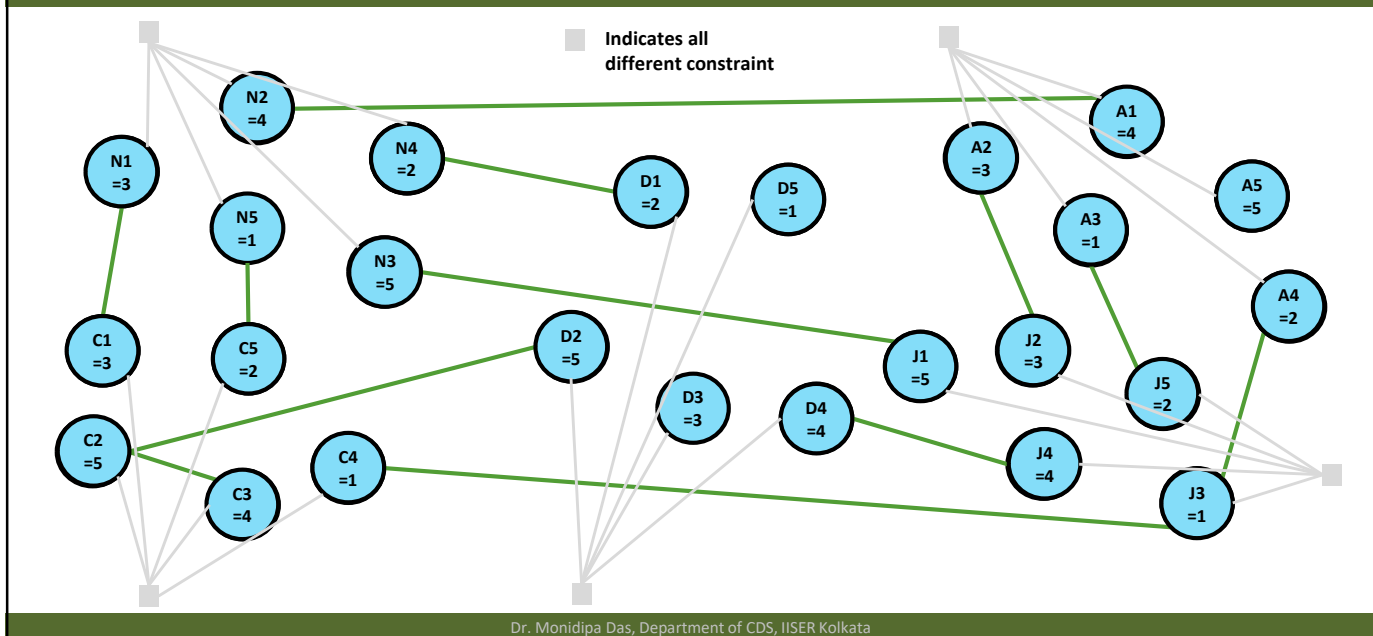 Indicates all
different constraint
N2
=4
A1
=4
N4
=2
A2
=3
N1
=3
D1
=2
D5
=1
A5
=5
N5
=1
A3
=1
N3
=5
A4
=2
D2
=5
C1
=3
C5
=2
J2
=3
J1
=5
J5
=2
D3
=3
D4
=4
C2
=5
C4
=1
J4
=4
C3
=4
J3
=1
Dr. Monidipa Das, Department of CDS, IISER Kolkata